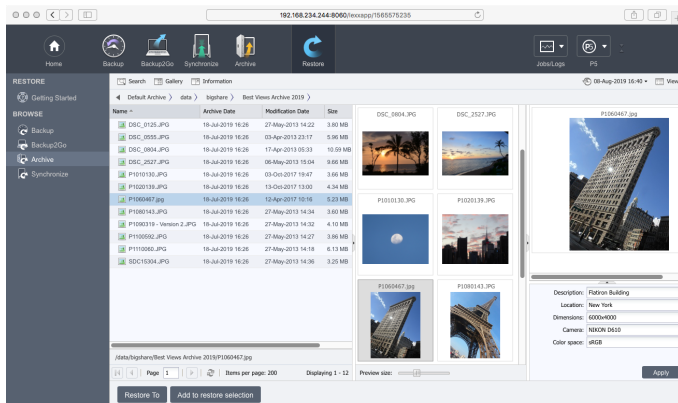 192.168.234.244:8060/lexxapp/1565575235
Home
Backup
Backup2Go
Synchronize
Archive
Restore
Jobs/Logs
P5
P5
RESTORE
Getting Started
BROWSE
Backup
Backup2Go
Archive
Synchronize
Search
Gallery
Information
08-Aug-2019 16:40
View
Default Archive
data
bigshare
Best Views Archive 2019
Name Archive Date Modification Date Size
DSC_0125.JPG 18-Jul-2019 16:26 27-May-2013 14:22 3.80 MB
DSC_0555.JPG 18-Jul-2019 16:26 03-Apr-2013 23:17 5.96 MB
DSC_0804.JPG 18-Jul-2019 16:26 17-Apr-2013 05:33 10.59 MB
DSC_2527.JPG 18-Jul-2019 16:26 06-May-2013 15:04 9.66 MB
P1010130.JPG 18-Jul-2019 16:26 03-Oct-2017 19:47 3.66 MB
P1020139.JPG 18-Jul-2019 16:26 13-Oct-2017 13:00 4.34 MB
P1060467.jpg 18-Jul-2019 16:26 12-Apr-2017 10:16 5.23 MB
P1080143.JPG 18-Jul-2019 16:26 27-May-2013 14:34 3.60 MB
P1090319 - Version 2.JPG 18-Jul-2019 16:26 27-May-2013 14:32 4.10 MB
P1100592.JPG 18-Jul-2019 16:26 27-May-2013 14:27 3.86 MB
P1110060.JPG 18-Jul-2019 16:26 27-May-2013 14:18 6.13 MB
SDC15304.JPG 18-Jul-2019 16:26 27-May-2013 14:36 3.25 MB
/data/bigshare/Best Views Archive 2019/P1060467.jpg
Page 1
Items per page: 200
Displaying 1 - 12
DSC_0804.JPG
DSC_2527.JPG
P1010130.JPG
P1020139.JPG
P1060467.jpg
P1080143.JPG
Preview size:
P1060467.jpg
Description: Flatiron Building
Location: New York
Dimensions: 6000x4000
Camera: NIKON D610
Color space: sRGB
Apply
Restore To
Add to restore selection